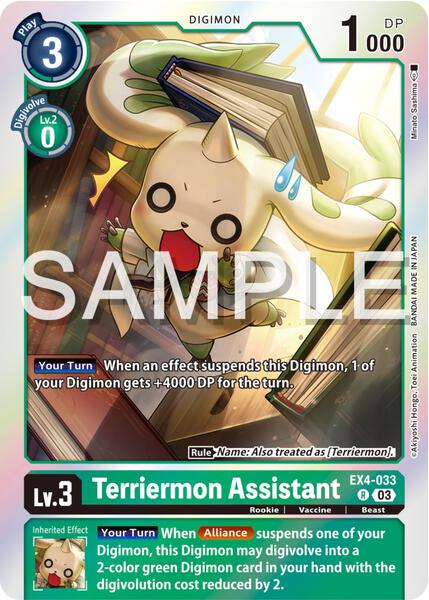 DIGIMON
Play
3
DP
1000
Digivolve
Lv.2
0
Minato Sashima
SAMPLE
©Akiyoshi Hongo, Toei Animation BANDAI MADE IN JAPAN
Your Turn When an effect suspends this Digimon, 1 of
your Digimon gets +4000 DP for the turn.
Rule Name: Also treated as [Terriermon].
Lv.3
Terriermon Assistant
EX4-033
R 03
Rookie | Vaccine | Beast
Inherited Effect
Your Turn When Alliance suspends one of your
Digimon, this Digimon may digivolve into a
2-color green Digimon card in your hand with the
digivolution cost reduced by 2.